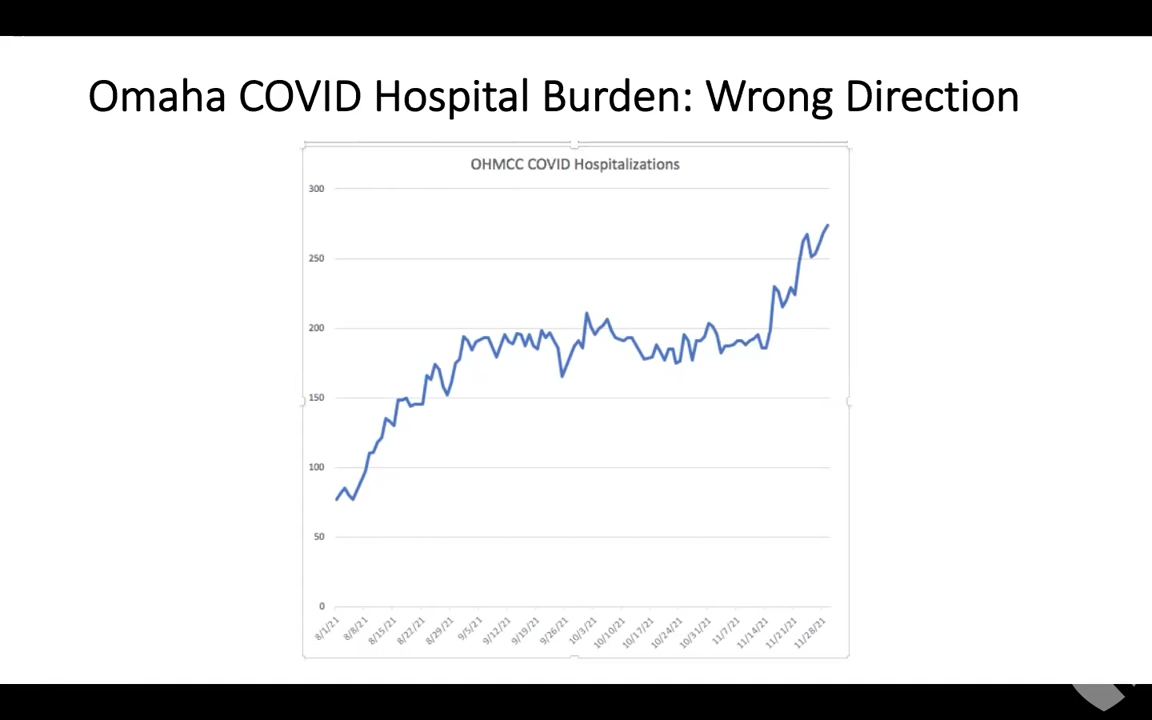 Omaha COVID Hospital Burden: Wrong Direction
OHMCC COVID Hospitalizations
300
250
200
150
100
50
0
8/1/21 8/8/21 8/15/21 8/22/21 8/29/21 9/5/21 9/12/21 9/19/21 9/26/21 10/3/21 10/10/21 10/17/21 10/24/21 10/31/21 11/7/21 11/14/21 11/21/21 11/28/21